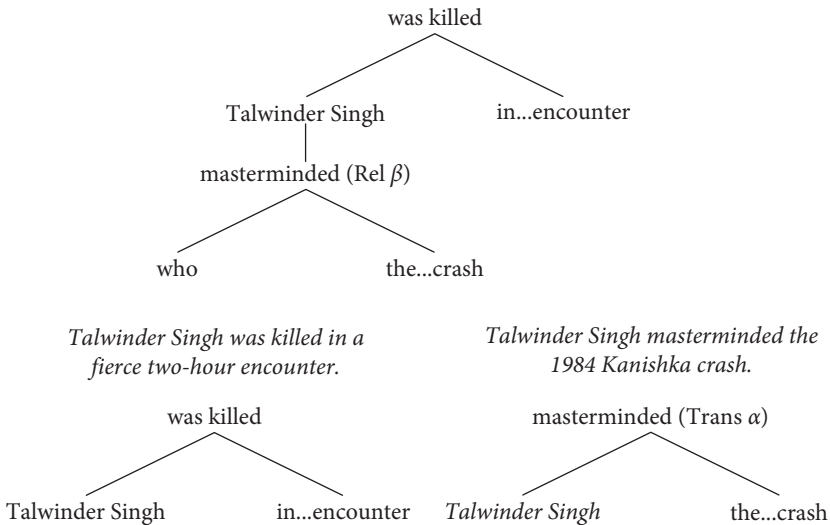 was killed
Talwinder Singh in...encounter
masterminded (Rel β)
who the...crash
Talwinder Singh was killed in a
fierce two-hour encounter.
Talwinder Singh masterminded the
1984 Kanishka crash.
was killed masterminded (Trans α)
Talwinder Singh in...encounter Talwinder Singh the...crash